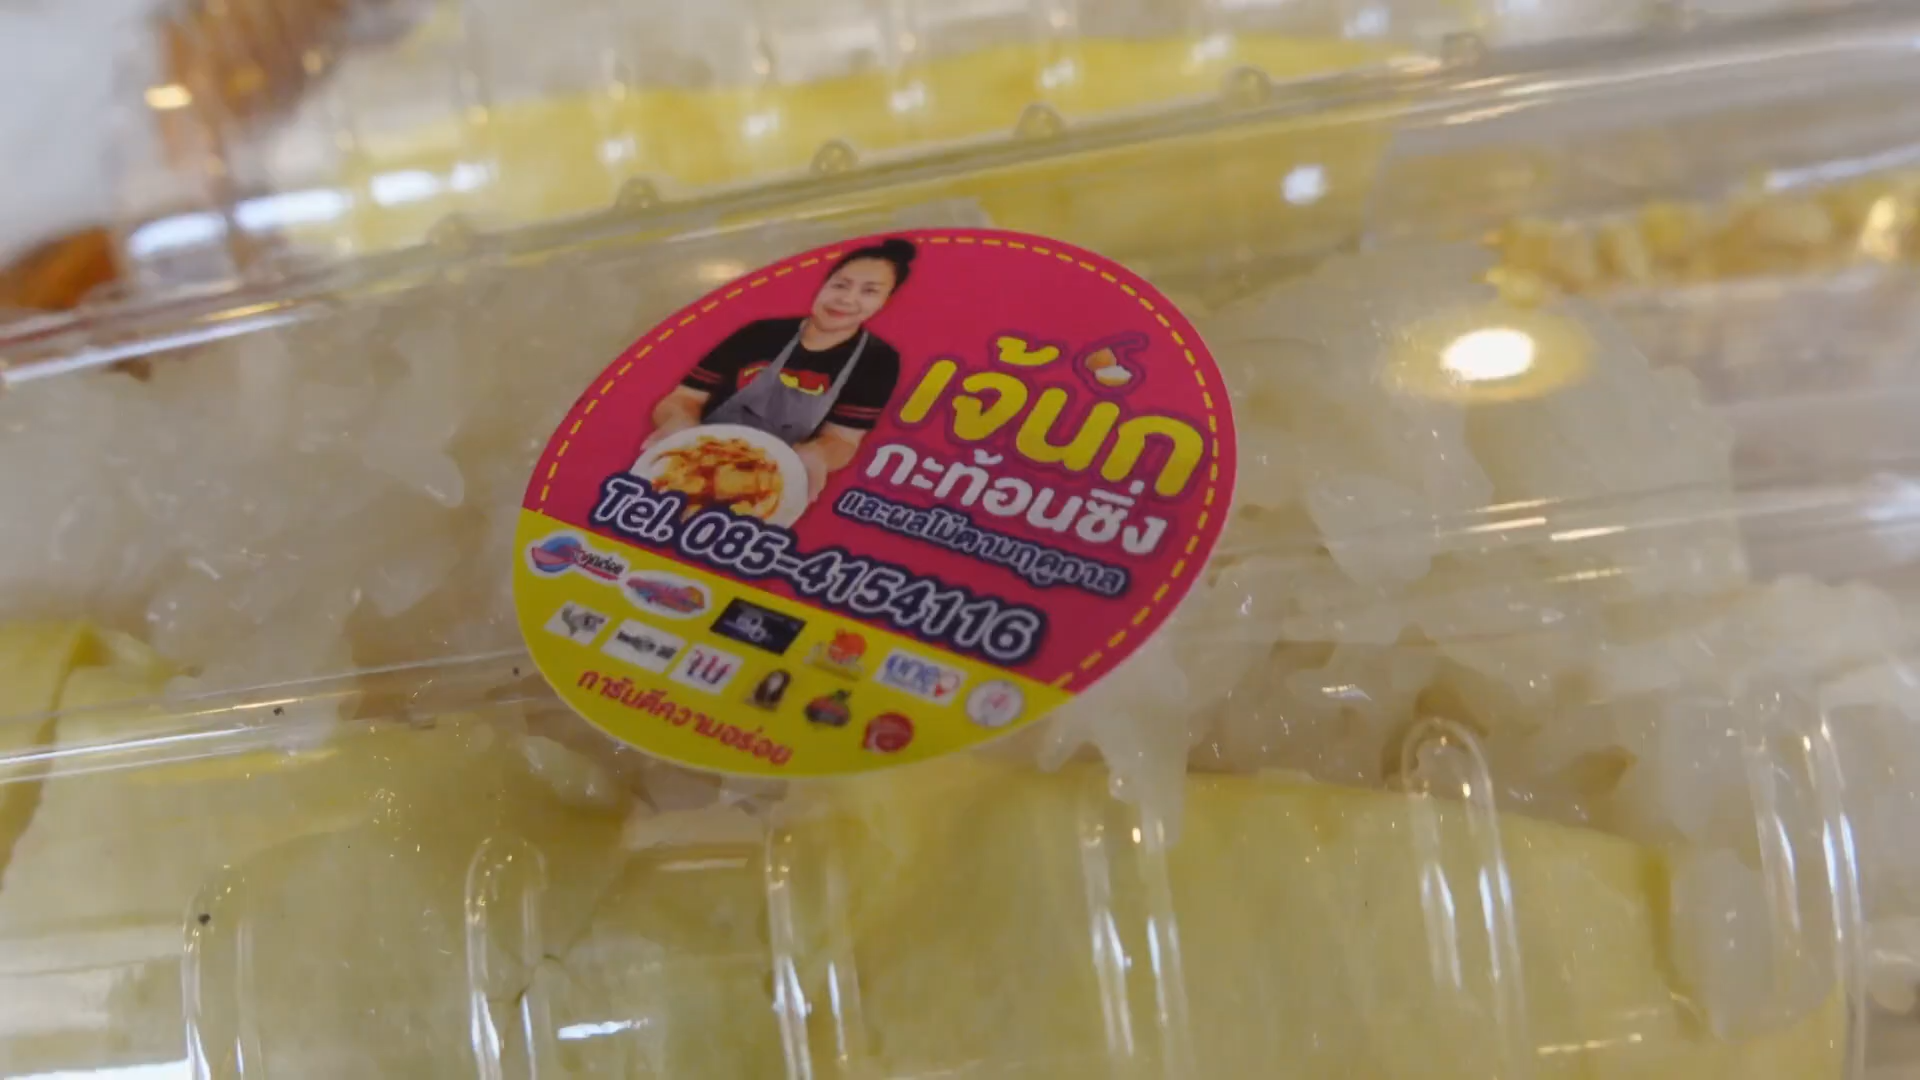 เจ้นก
กะท้อนซิ่ง
และผลไม้ตามฤดูกาล
Tel. 085-4154116
การันตีความอร่อย